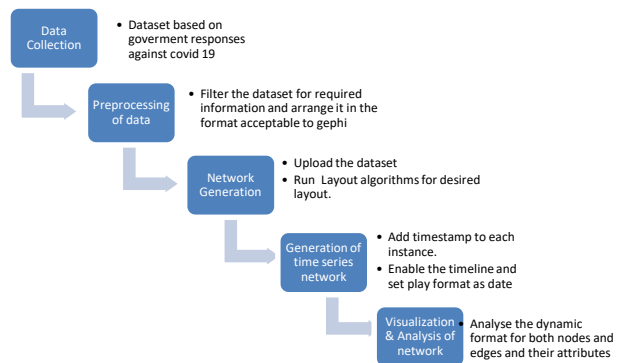 Data
Collection
• Dataset based on
goverment responses
against covid 19
Preprocessing
of data
• Filter the dataset for required
information and arrange it in the
format acceptable to gephi
Network
Generation
• Upload the dataset
• Run Layout algorithms for desired
layout.
Generation of
time series
network
• Add timestamp to each
instance.
• Enable the timeline and
set play format as date
Visualization
& Analysis of
network
• Analyse the dynamic
format for both nodes and
edges and their attributes